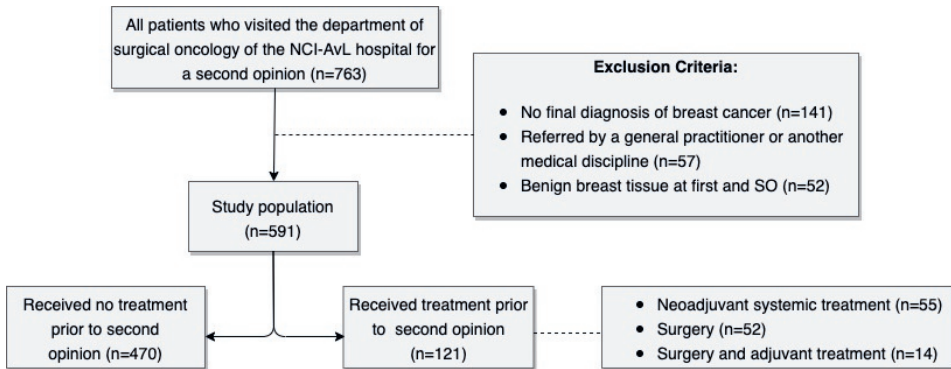 All patients who visited the department of
surgical oncology of the NCI-AvL hospital for
a second opinion (n=763)
Exclusion Criteria:
• No final diagnosis of breast cancer (n=141)
• Referred by a general practitioner or another
medical discipline (n=57)
• Benign breast tissue at first and SO (n=52)
Study population
(n=591)
Received no treatment
prior to second
opinion (n=470)
Received treatment prior
to second opinion
(n=121)
• Neoadjuvant systemic treatment (n=55)
• Surgery (n=52)
• Surgery and adjuvant treatment (n=14)